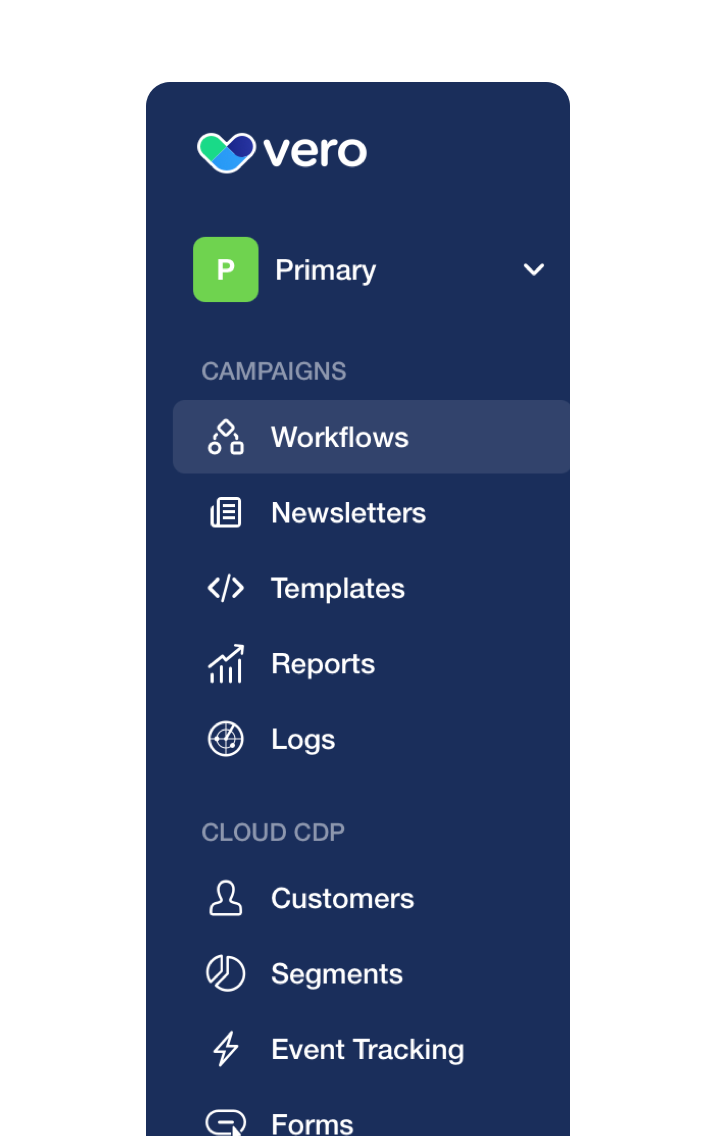 vero
P Primary
CAMPAIGNS
Workflows
Newsletters
Templates
Reports
Logs
CLOUD CDP
Customers
Segments
Event Tracking
Forms